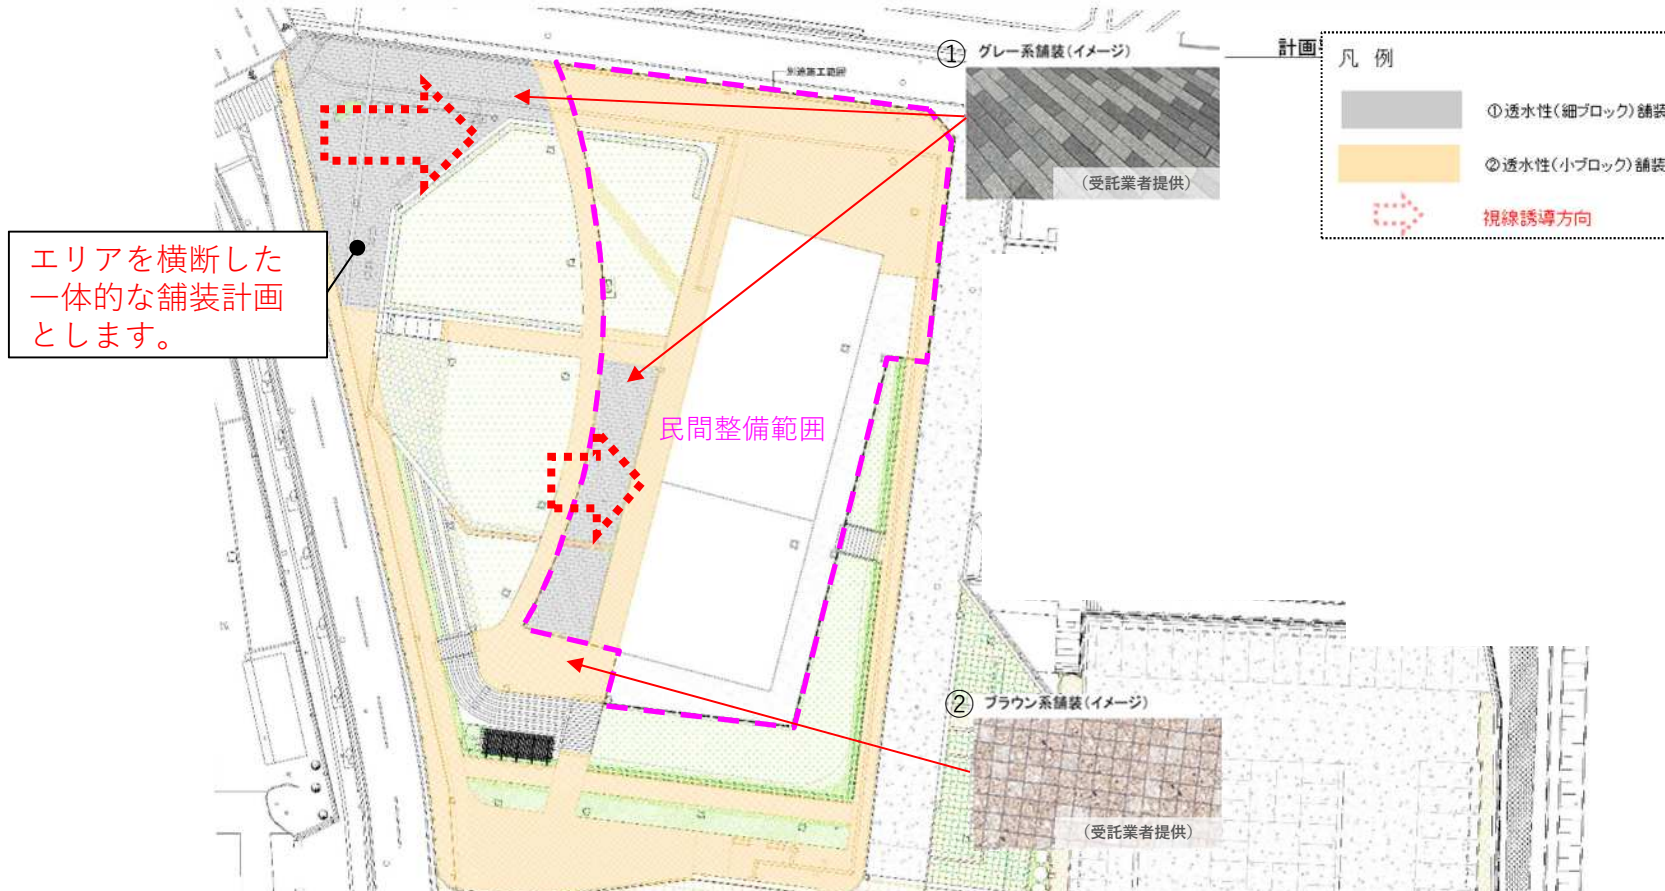 ① グレー系舗装(イメージ)
(受託業者提供)
計画
凡 例
①透水性(細ブロック)舗装
②透水性(小ブロック)舗装
視線誘導方向
エリアを横断した
一体的な舗装計画
とします。
民間整備範囲
② ブラウン系舗装(イメージ)
(受託業者提供)